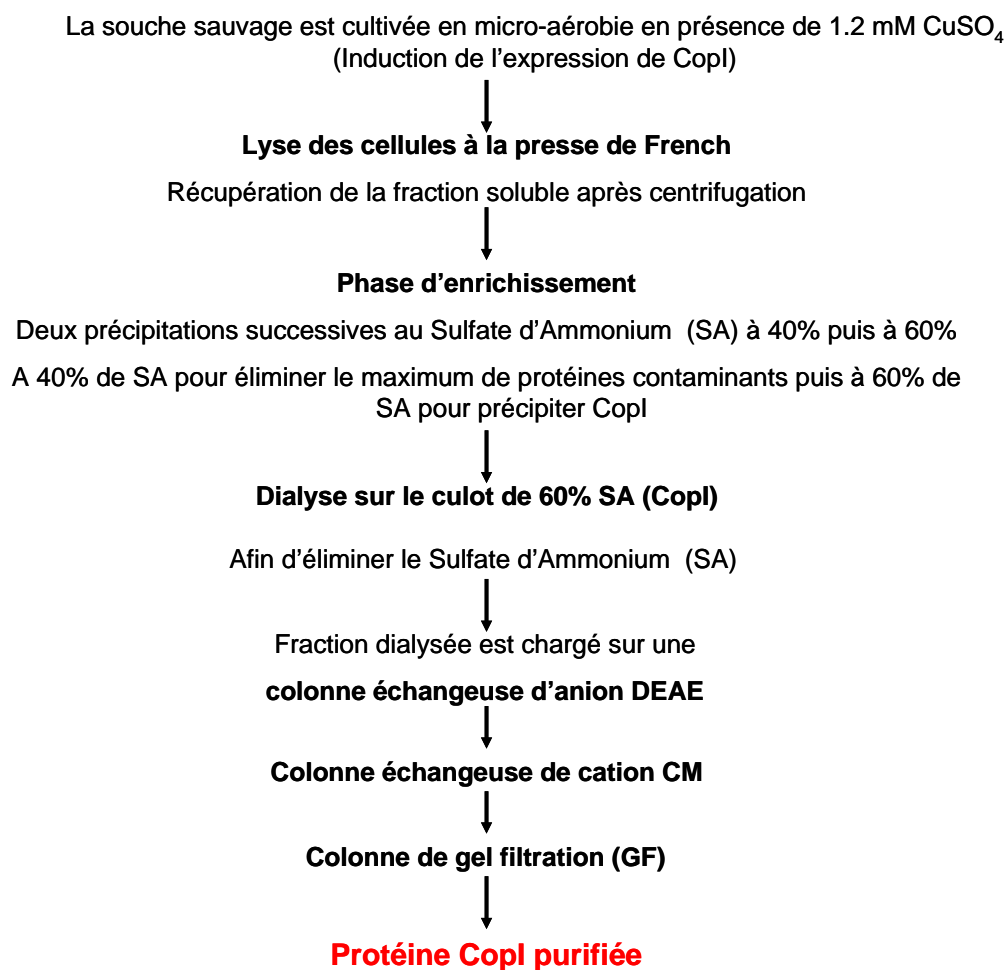 La souche sauvage est cultivée en micro-aérobie en présence de 1.2 mM CuSO₄
(Induction de l'expression de CopI)
Lyse des cellules à la presse de French
Récupération de la fraction soluble après centrifugation
Phase d'enrichissement
Deux précipitations successives au Sulfate d'Ammonium (SA) à 40% puis à 60%
A 40% de SA pour éliminer le maximum de protéines contaminants puis à 60% de
SA pour précipiter CopI
Dialyse sur le culot de 60% SA (CopI)
Afin d'éliminer le Sulfate d'Ammonium (SA)
Fraction dialysée est chargé sur une
colonne échangeuse d'anion DEAE
Colonne échangeuse de cation CM
Colonne de gel filtration (GF)
Protéine CopI purifiée